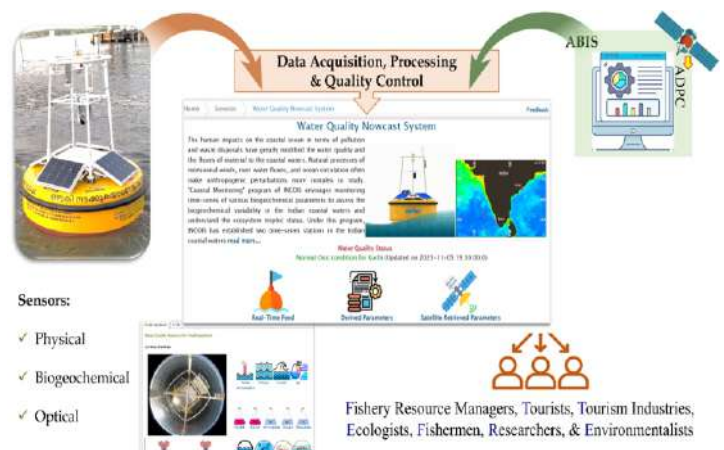 ABIS
ADPC
Data Acquisition, Processing
& Quality Control
Home Services Water Quality Nowcast System Feedback
Water Quality Nowcast System
The human impacts on the coastal ocean in terms of pollution
and waste disposals have greatly modified the water quality and
the fluxes of material to the coastal waters. Natural processes of
monsoonal winds, river water fluxes, and ocean circulation often
make anthropogenic perturbations more complex to study.
"Coastal Monitoring" program of INCOIS envisages monitoring
time-series of various biogeochemical parameters to assess the
biogeochemical variability in the Indian coastal waters and
understand the ecosystem trophic status. Under this program,
INCOIS has established two time-series stations in the Indian
coastal waters read more...
Water Quality Status
Real-Time Feed Derived Parameters Satellite Retrieved Parameters
Sensors:
✓ Physical
✓ Biogeochemical
✓ Optical
Fishery Resource Managers, Tourists, Tourism Industries,
Ecologists, Fishermen, Researchers, & Environmentalists